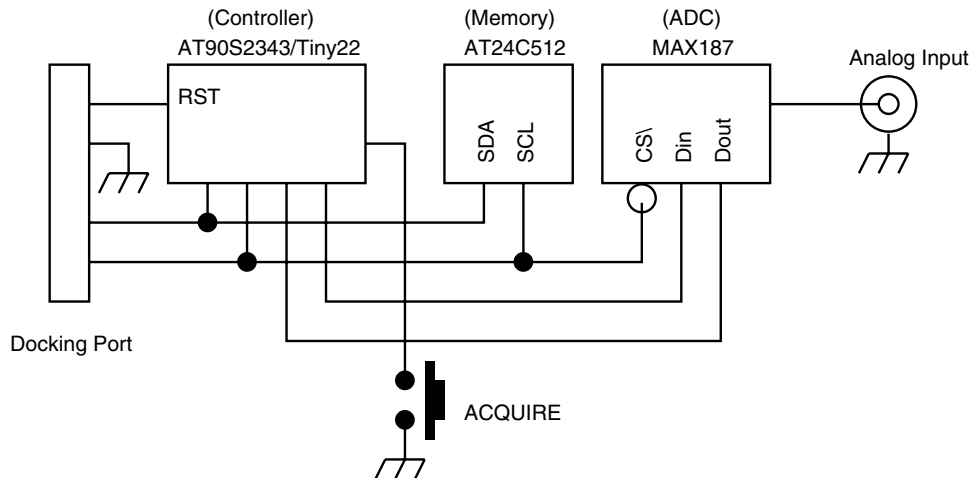 (Controller)
AT90S2343/Tiny22
(Memory)
AT24C512
(ADC)
MAX187
Analog Input
RST
SDA
SCL
CS\
Din
Dout
Docking Port
ACQUIRE